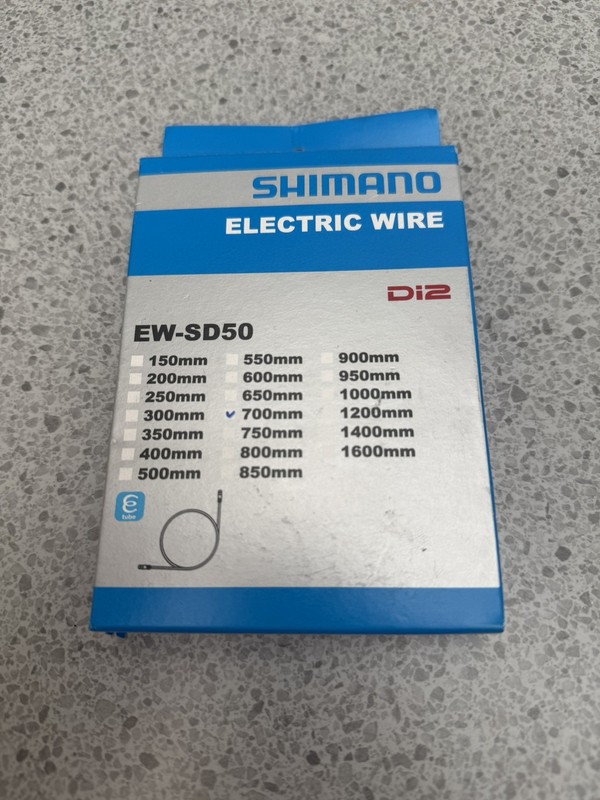 SHIMANO
ELECTRIC WIRE
Di2
EW-SD50
150mm 550mm 900mm
200mm 600mm 950mm
250mm 650mm 1000mm
300mm 700mm 1200mm
350mm 750mm 1400mm
400mm 800mm 1600mm
500mm 850mm
tube